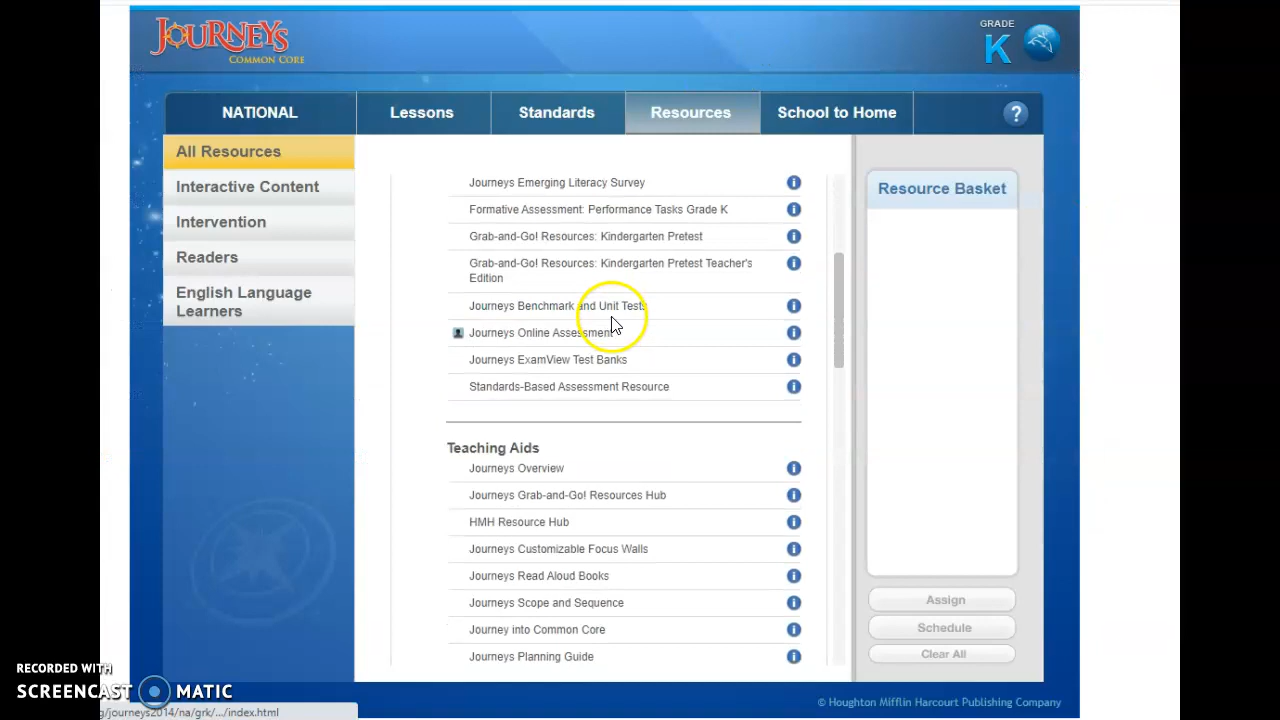 JOURNEYS
COMMON CORE
GRADE
K
NATIONAL
Lessons
Standards
Resources
School to Home
?
All Resources
Interactive Content
Intervention
Readers
English Language
Learners
Journeys Emerging Literacy Survey
Formative Assessment: Performance Tasks Grade K
Grab-and-Go! Resources: Kindergarten Pretest
Grab-and-Go! Resources: Kindergarten Pretest Teacher's
Edition
Journeys Benchmark and Unit Tests
Journeys Online Assessment
Journeys ExamView Test Banks
Standards-Based Assessment Resource
Teaching Aids
Journeys Overview
Journeys Grab-and-Go! Resources Hub
HMH Resource Hub
Journeys Customizable Focus Walls
Journeys Read Aloud Books
Journeys Scope and Sequence
Journey into Common Core
Journeys Planning Guide
Resource Basket
Assign
Schedule
Clear All
© Houghton Mifflin Harcourt Publishing Company
RECORDED WITH
SCREENCAST MATIC
g/journeys2014/na/grk/.../index.html